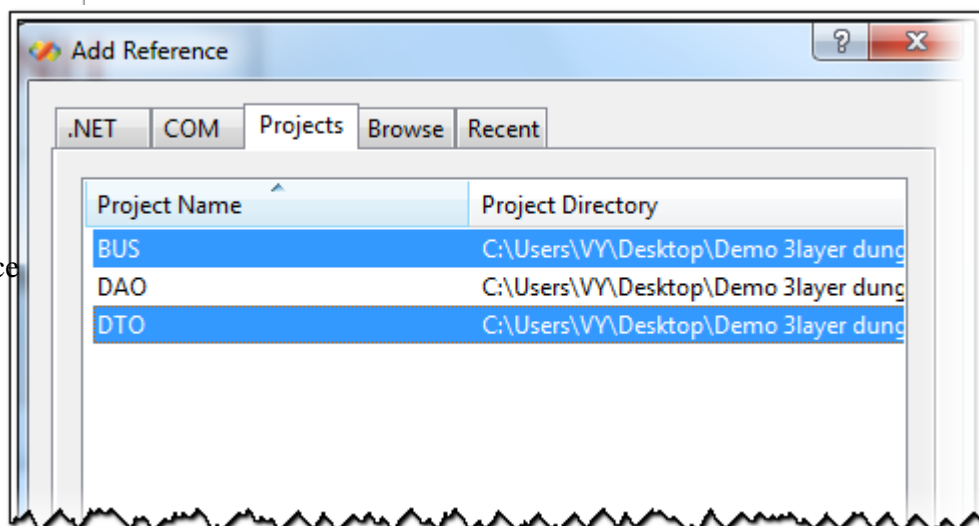 Add Reference
.NET COM Projects Browse Recent
Project Name Project Directory
BUS C:\Users\VY\Desktop\Demo 3layer dung
ce
DAO C:\Users\VY\Desktop\Demo 3layer dung
DTO C:\Users\VY\Desktop\Demo 3layer dung